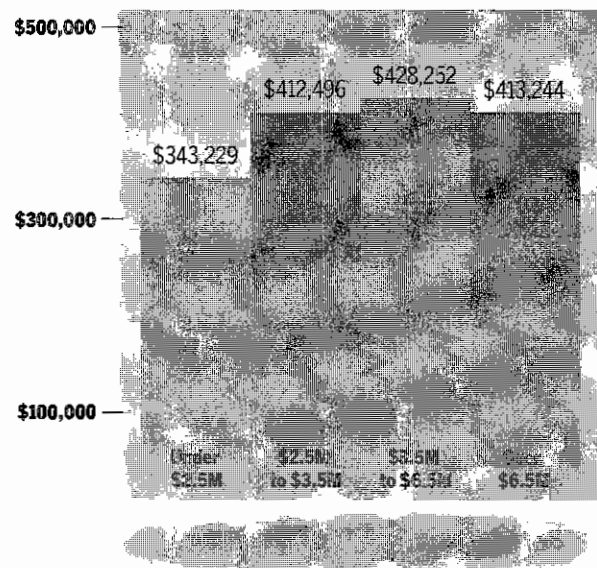 $500,000
$428,252
$412,496
$413,244
$343,229
$300,000
$100,000
Under
$2.5M
$2.5M
to $3.5M
$3.5M
to $6.5M
Over
$6.5M